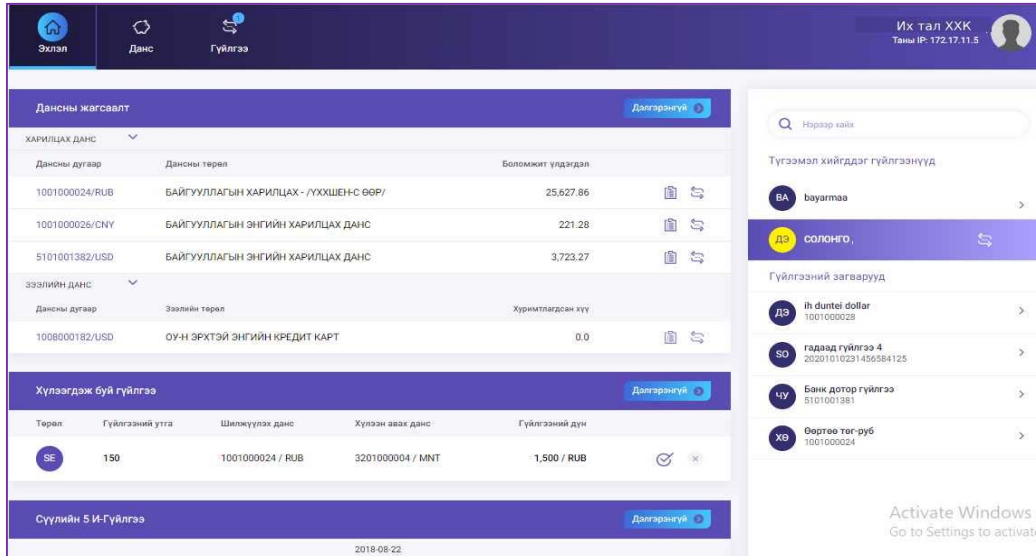 Эхлэл
Данс
1
Гүйлгээ
Их тал ХХК
Таны IP: 172.17.11.5
Дансны жагсаалт
Дэлгэрэнгүй
ХАРИЛЦАХ ДАНС
Дансны дугаар Дансны төрөл Боломжит үлдэгдэл
1001000024/RUB БАЙГУУЛЛАГЫН ХАРИЛЦАХ - /ҮХХШЕН-С ӨӨР/ 25,627.86
1001000026/CNY БАЙГУУЛЛАГЫН ЭНГИЙН ХАРИЛЦАХ ДАНС 221.28
5101001382/USD БАЙГУУЛЛАГЫН ЭНГИЙН ХАРИЛЦАХ ДАНС 3,723.27
ЗЭЭЛИЙН ДАНС
Дансны дугаар Зээлийн төрөл Хуримтлагдсан хүү
1008000182/USD ОУ-Н ЭРХТЭЙ ЭНГИЙН КРЕДИТ КАРТ 0.0
Хүлээгдэж буй гүйлгээ
Дэлгэрэнгүй
Төрөл Гүйлгээний утга Шилжүүлэх данс Хүлээн авах данс Гүйлгээний дүн
SE 150 1001000024 / RUB 3201000004 / MNT 1,500 / RUB
Сүүлийн 5 И-Гүйлгээ
Дэлгэрэнгүй
2018-08-22
Нэрээр хайх
Түгээмэл хийгддэг гүйлгээнүүд
BA bayarmaa
ДЭ СОЛОНГО,
Гүйлгээний загварууд
ДЭ ih duntei dollar
1001000028
SO гадаад гүйлгээ 4
20201010231456584125
ЧУ Банк дотор гүйлгээ
5101001381
ХӨ Өөртөө төг-руб
1001000024
Activate Windows
Go to Settings to activat